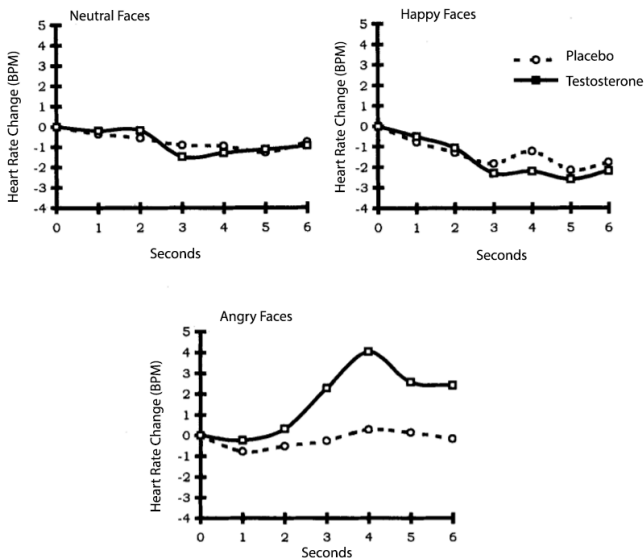 Neutral Faces
Happy Faces
5
4
3
2
1
0
-1
-2
-3
-4
Heart Rate Change (BPM)
0 1 2 3 4 5 6
Seconds
5
4
3
2
1
0
-1
-2
-3
-4
Heart Rate Change (BPM)
0 1 2 3 4 5 6
Seconds
Placebo
Testosterone
Angry Faces
5
4
3
2
1
0
-1
-2
-3
-4
Heart Rate Change (BPM)
0 1 2 3 4 5 6
Seconds